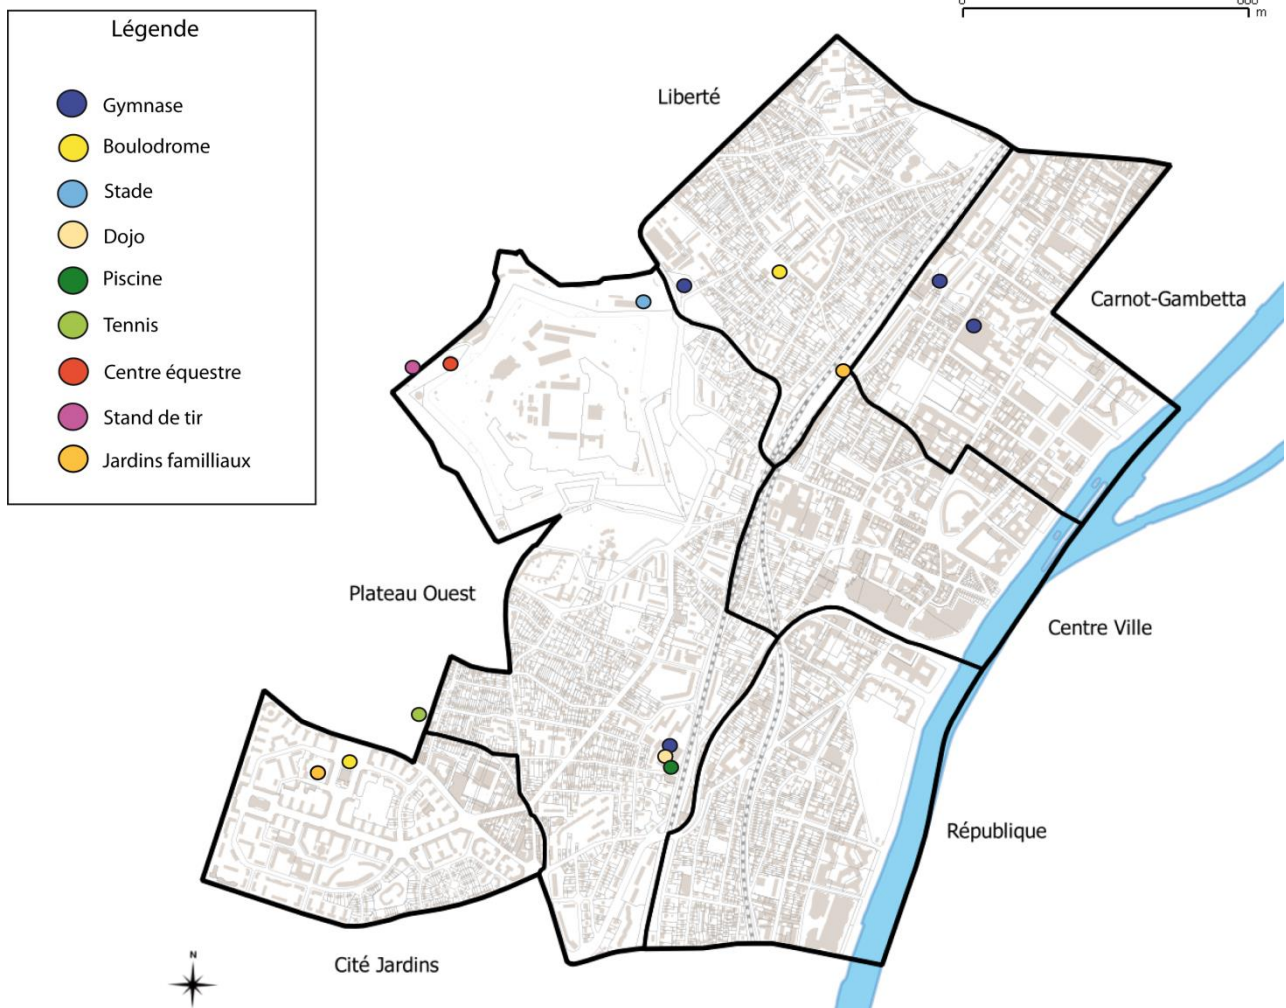 Légende
Gymnase
Boulodrome
Stade
Dojo
Piscine
Tennis
Centre équestre
Stand de tir
Jardins familliaux
m
Liberté
Carnot-Gambetta
Plateau Ouest
Centre Ville
République
Cité Jardins
N